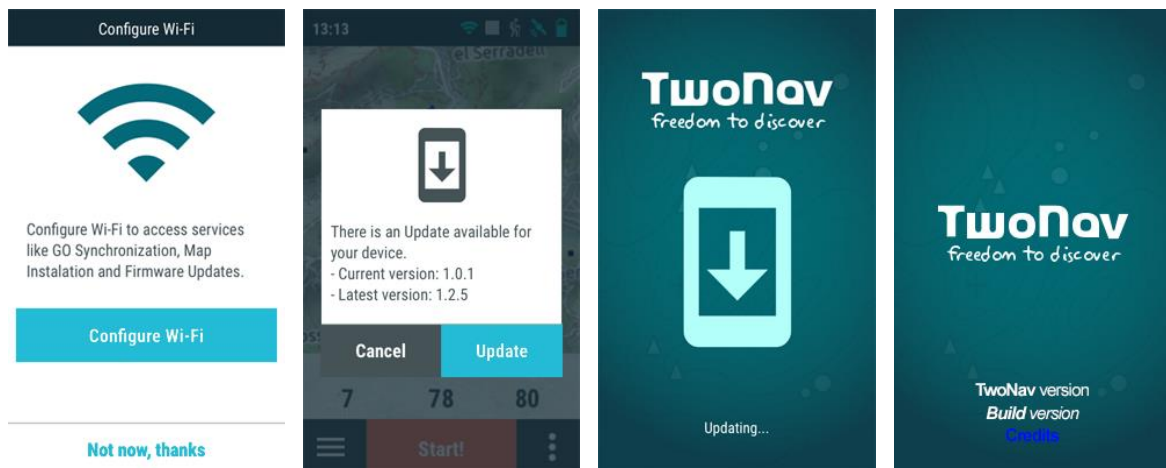 Configure Wi-Fi
Configure Wi-Fi to access services
like GO Synchronization, Map
Instalation and Firmware Updates.
Configure Wi-Fi
Not now, thanks
13:13
el Serradell
There is an Update available for
your device.
- Current version: 1.0.1
- Latest version: 1.2.5
Cancel
Update
7 78 80
Start!
TwoNav
freedom to discover
Updating...
TwoNav
freedom to discover
TwoNav version
Build version
Credits